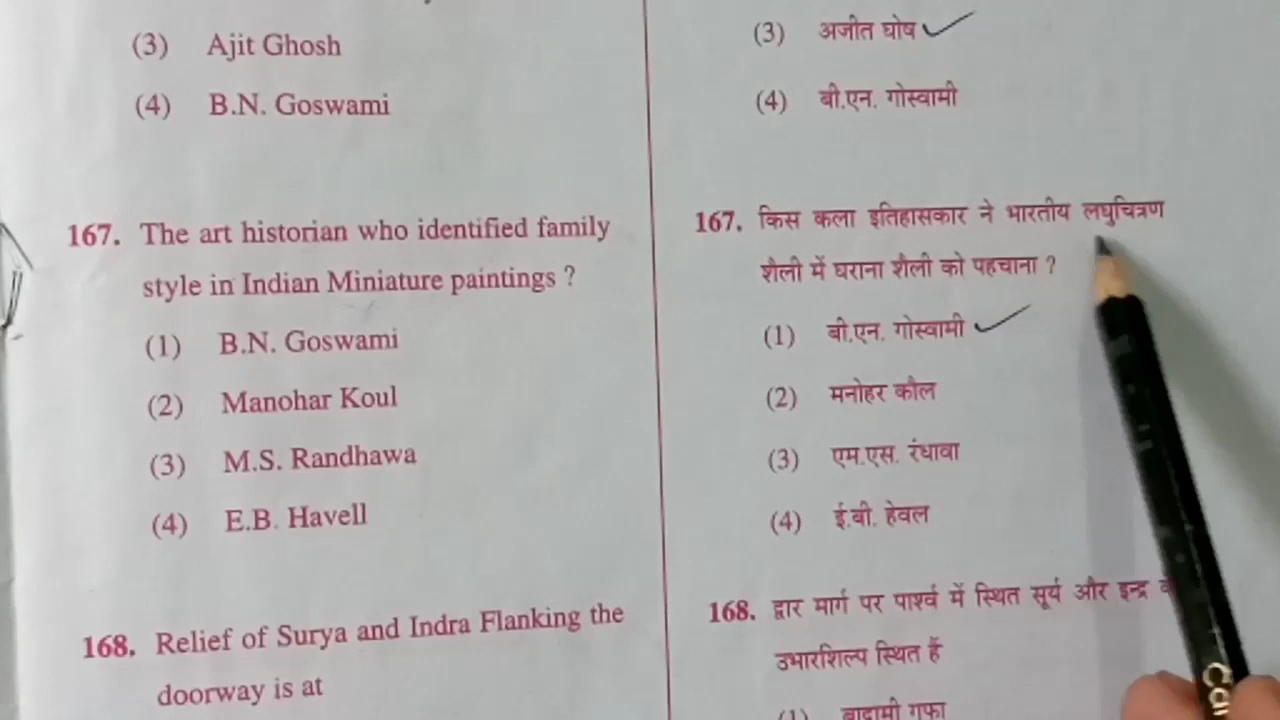 (3) Ajit Ghosh
(4) B.N. Goswami
167. The art historian who identified family
style in Indian Miniature paintings ?
(1) B.N. Goswami
(2) Manohar Koul
(3) M.S. Randhawa
(4) E.B. Havell
168. Relief of Surya and Indra Flanking the
doorway is at
(3) अजीत घोष
(4) बी.एन. गोस्वामी
167. किस कला इतिहासकार ने भारतीय लघुचित्रण
शैली में घराना शैली को पहचाना ?
(1) बी.एन. गोस्वामी
(2) मनोहर कौल
(3) एम.एस. रंधावा
(4) ई.वी. हेवल
168. द्वार मार्ग पर पार्श्व में स्थित सूर्य और इन्द्र
उभारशिल्प स्थित हैं
(1) बादामी गुफा